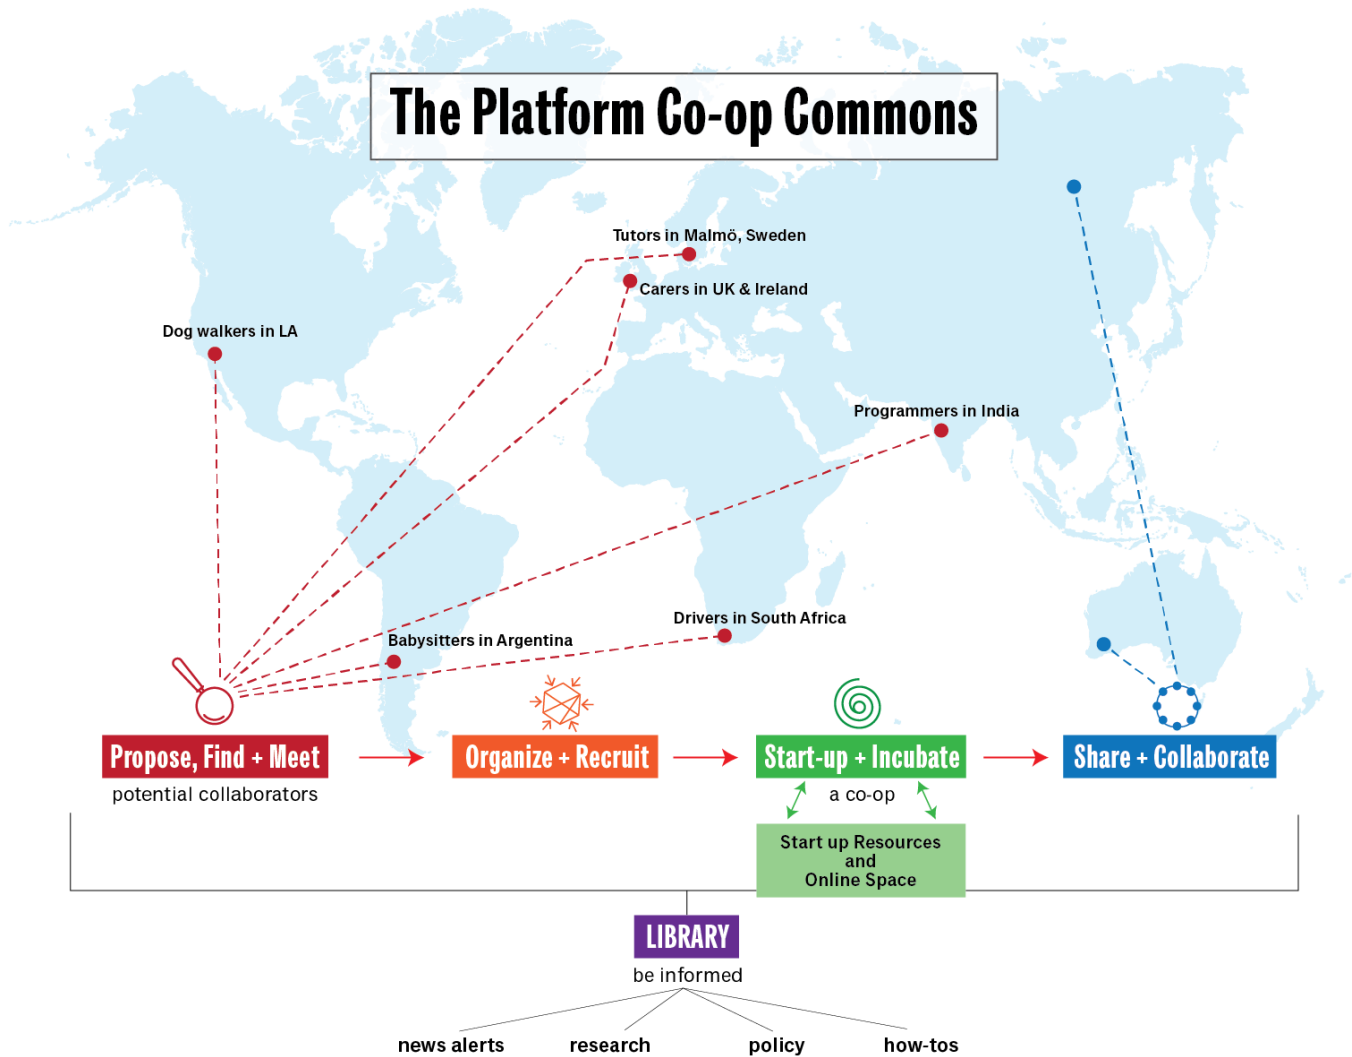 The Platform Co-op Commons
Tutors in Malmö, Sweden
Carers in UK & Ireland
Dog walkers in LA
Programmers in India
Drivers in South Africa
Babysitters in Argentina
Propose, Find + Meet
potential collaborators
Organize + Recruit
Start-up + Incubate
a co-op
Start up Resources
and
Online Space
Share + Collaborate
LIBRARY
be informed
news alerts
research
policy
how-tos